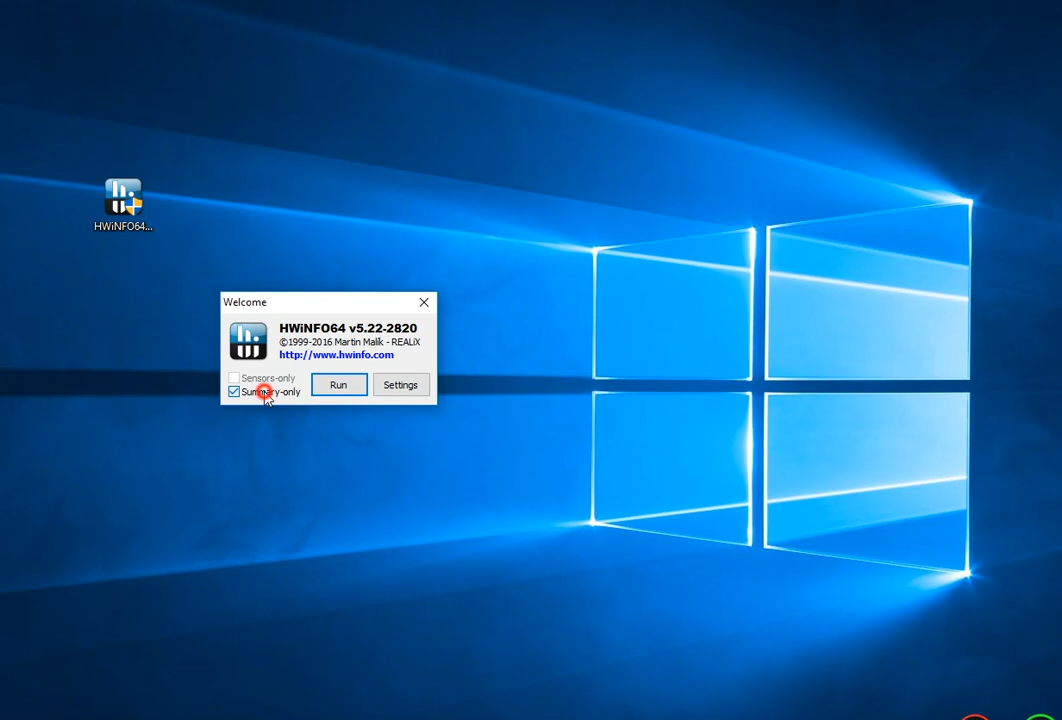 HWiNFO64...
Welcome
HWiNFO64 v5.22-2820
©1999-2016 Martin Malík - REALiX
http://www.hwinfo.com
Sensors-only
Summary-only
Run
Settings